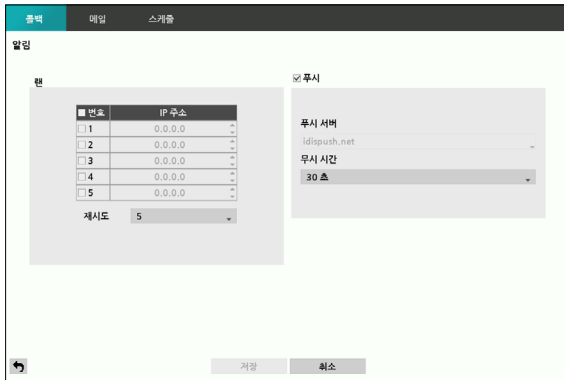 콜백 메일 스케줄
알림
랜
번호 IP 주소
1 0.0.0.0
2 0.0.0.0
3 0.0.0.0
4 0.0.0.0
5 0.0.0.0
재시도 5
푸시
푸시 서버
idispush.net
무시 시간
30 초
저장 취소